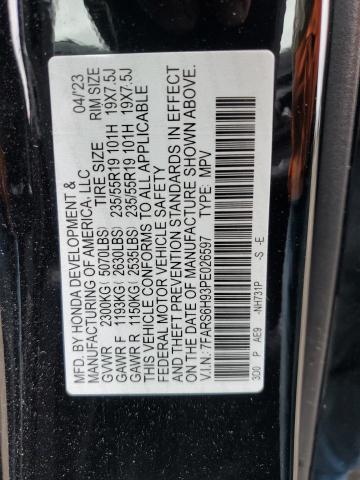 MFD. BY HONDA DEVELOPMENT & 04/'23
MANUFACTURING OF AMERICA, LLC
TIRE SIZE RIM SIZE
GVWR 2300KG (5070LBS)
GAWR F 1193KG (2630LBS) 235/55R19 101H 19X7.5J
GAWR R 1150KG (2535LBS) 235/55R19 101H 19X7.5J
THIS VEHICLE CONFORMS TO ALL APPLICABLE
FEDERAL MOTOR VEHICLE SAFETY
AND THEFT PREVENTION STANDARDS IN EFFECT
ON THE DATE OF MANUFACTURE SHOWN ABOVE.
V.I.N.: 7FARS6H93PE026597 TYPE: MPV
3D0 P AE9 -NH731P -S -E